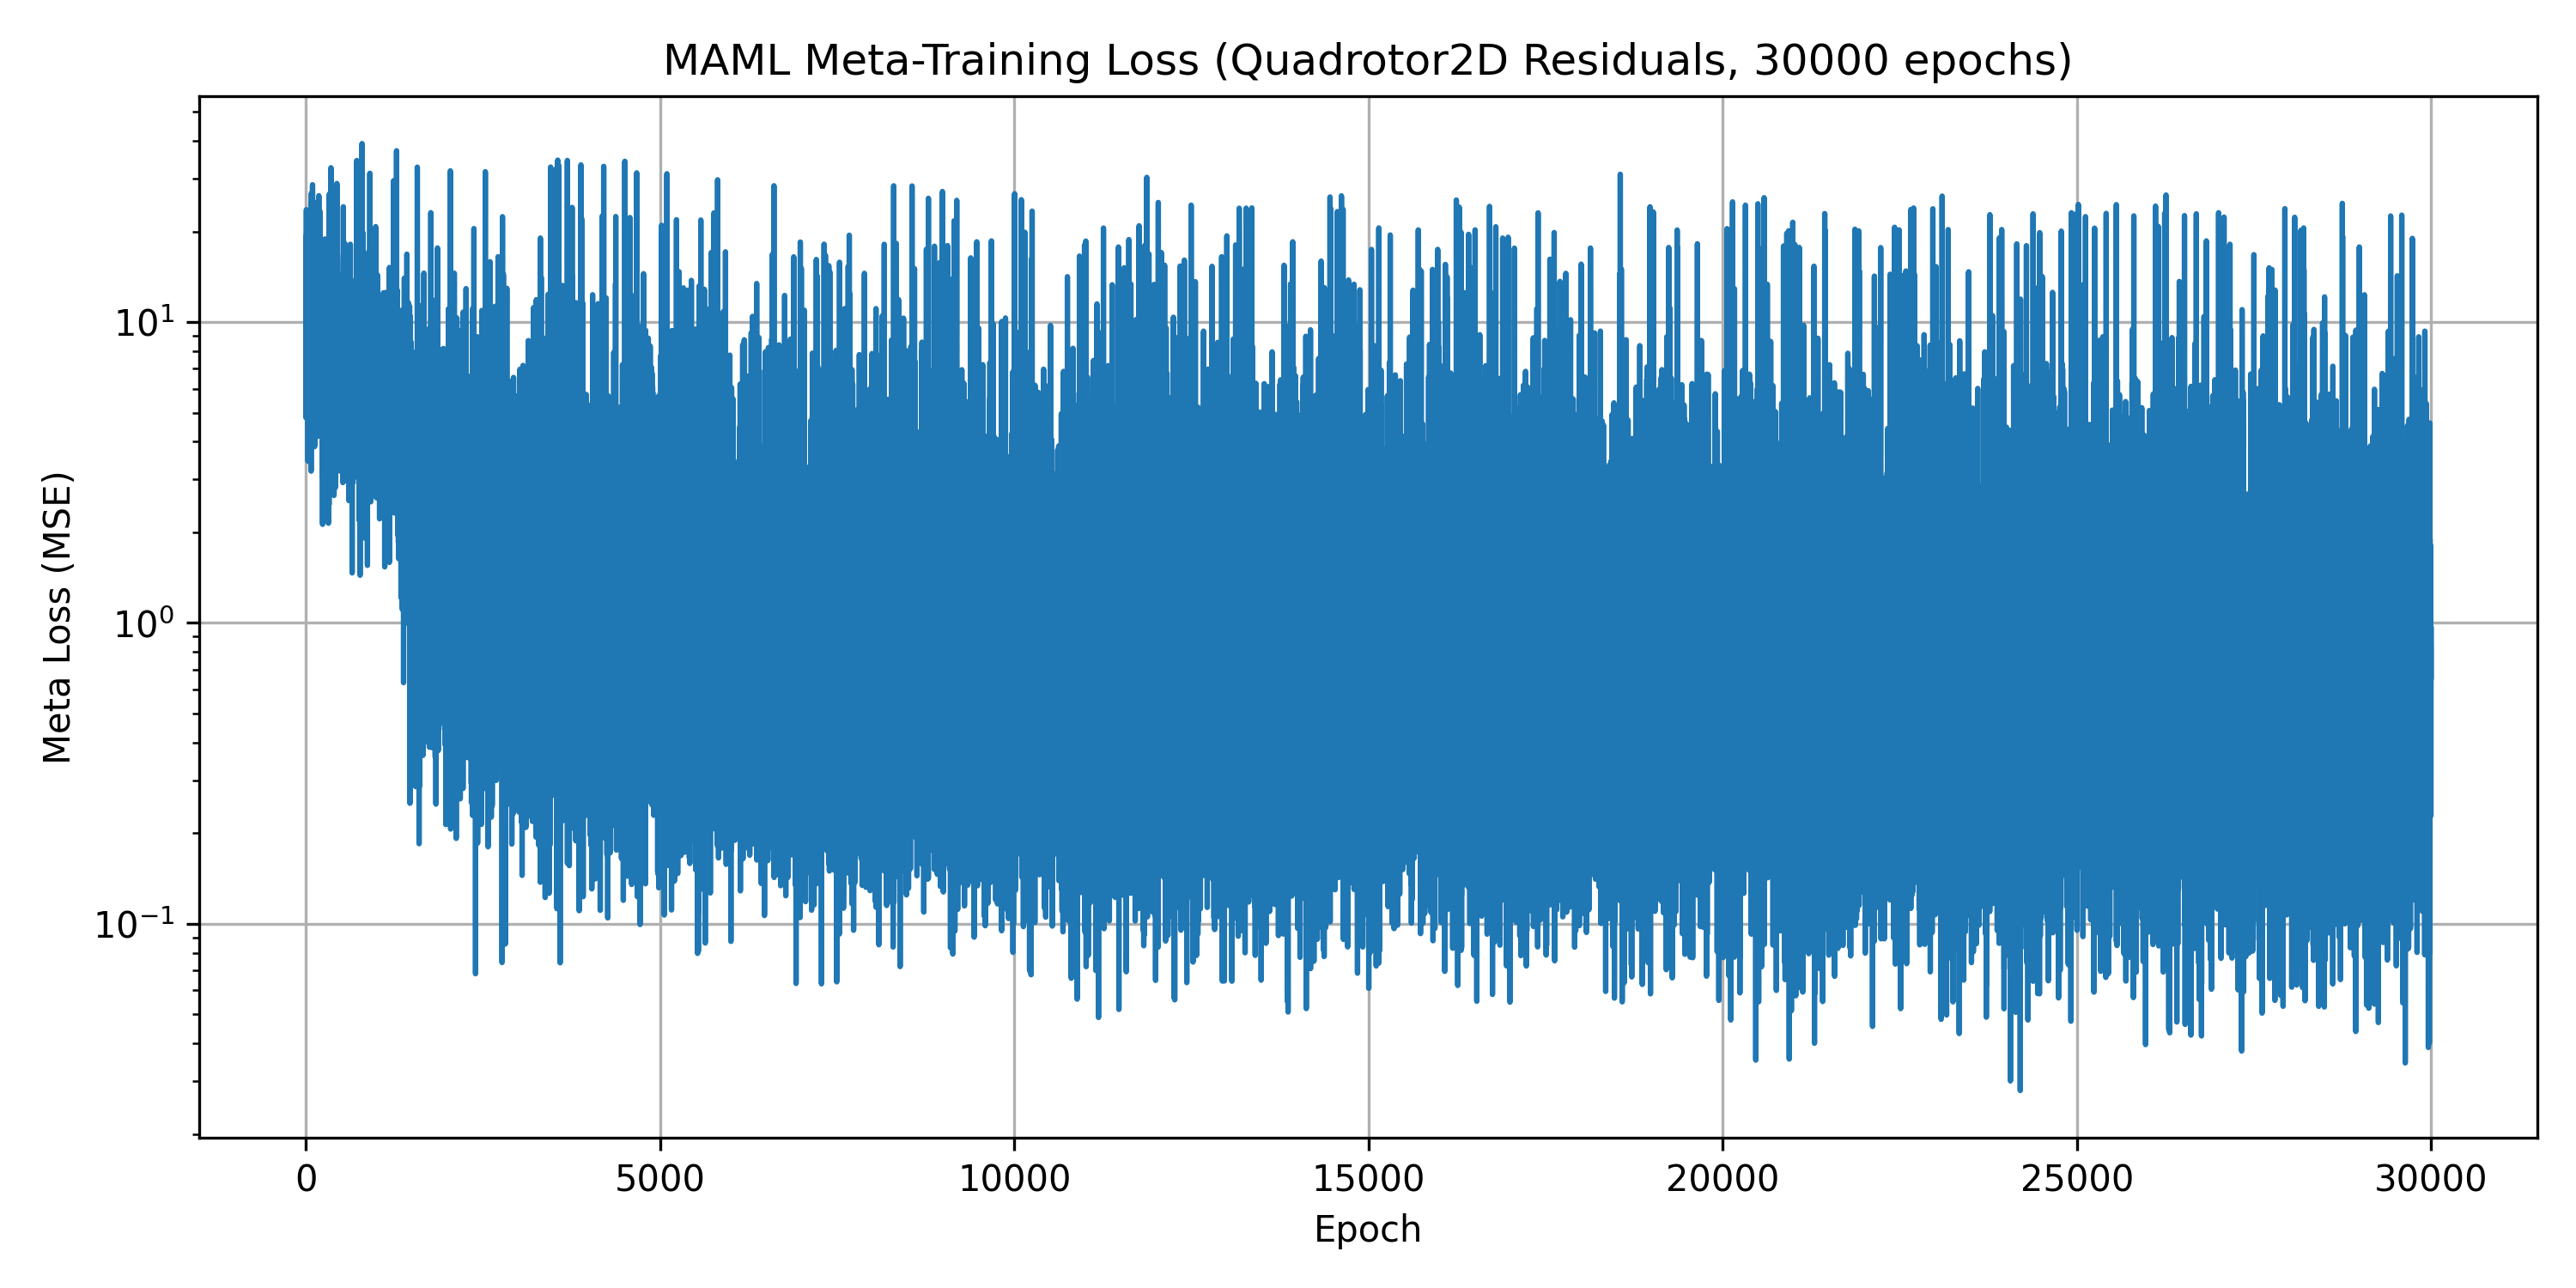 MAML Meta-Training Loss (Quadrotor2D Residuals, 30000 epochs)
Meta Loss (MSE)
10¹
10⁰
10⁻¹
0 5000 10000 15000 20000 25000 30000
Epoch